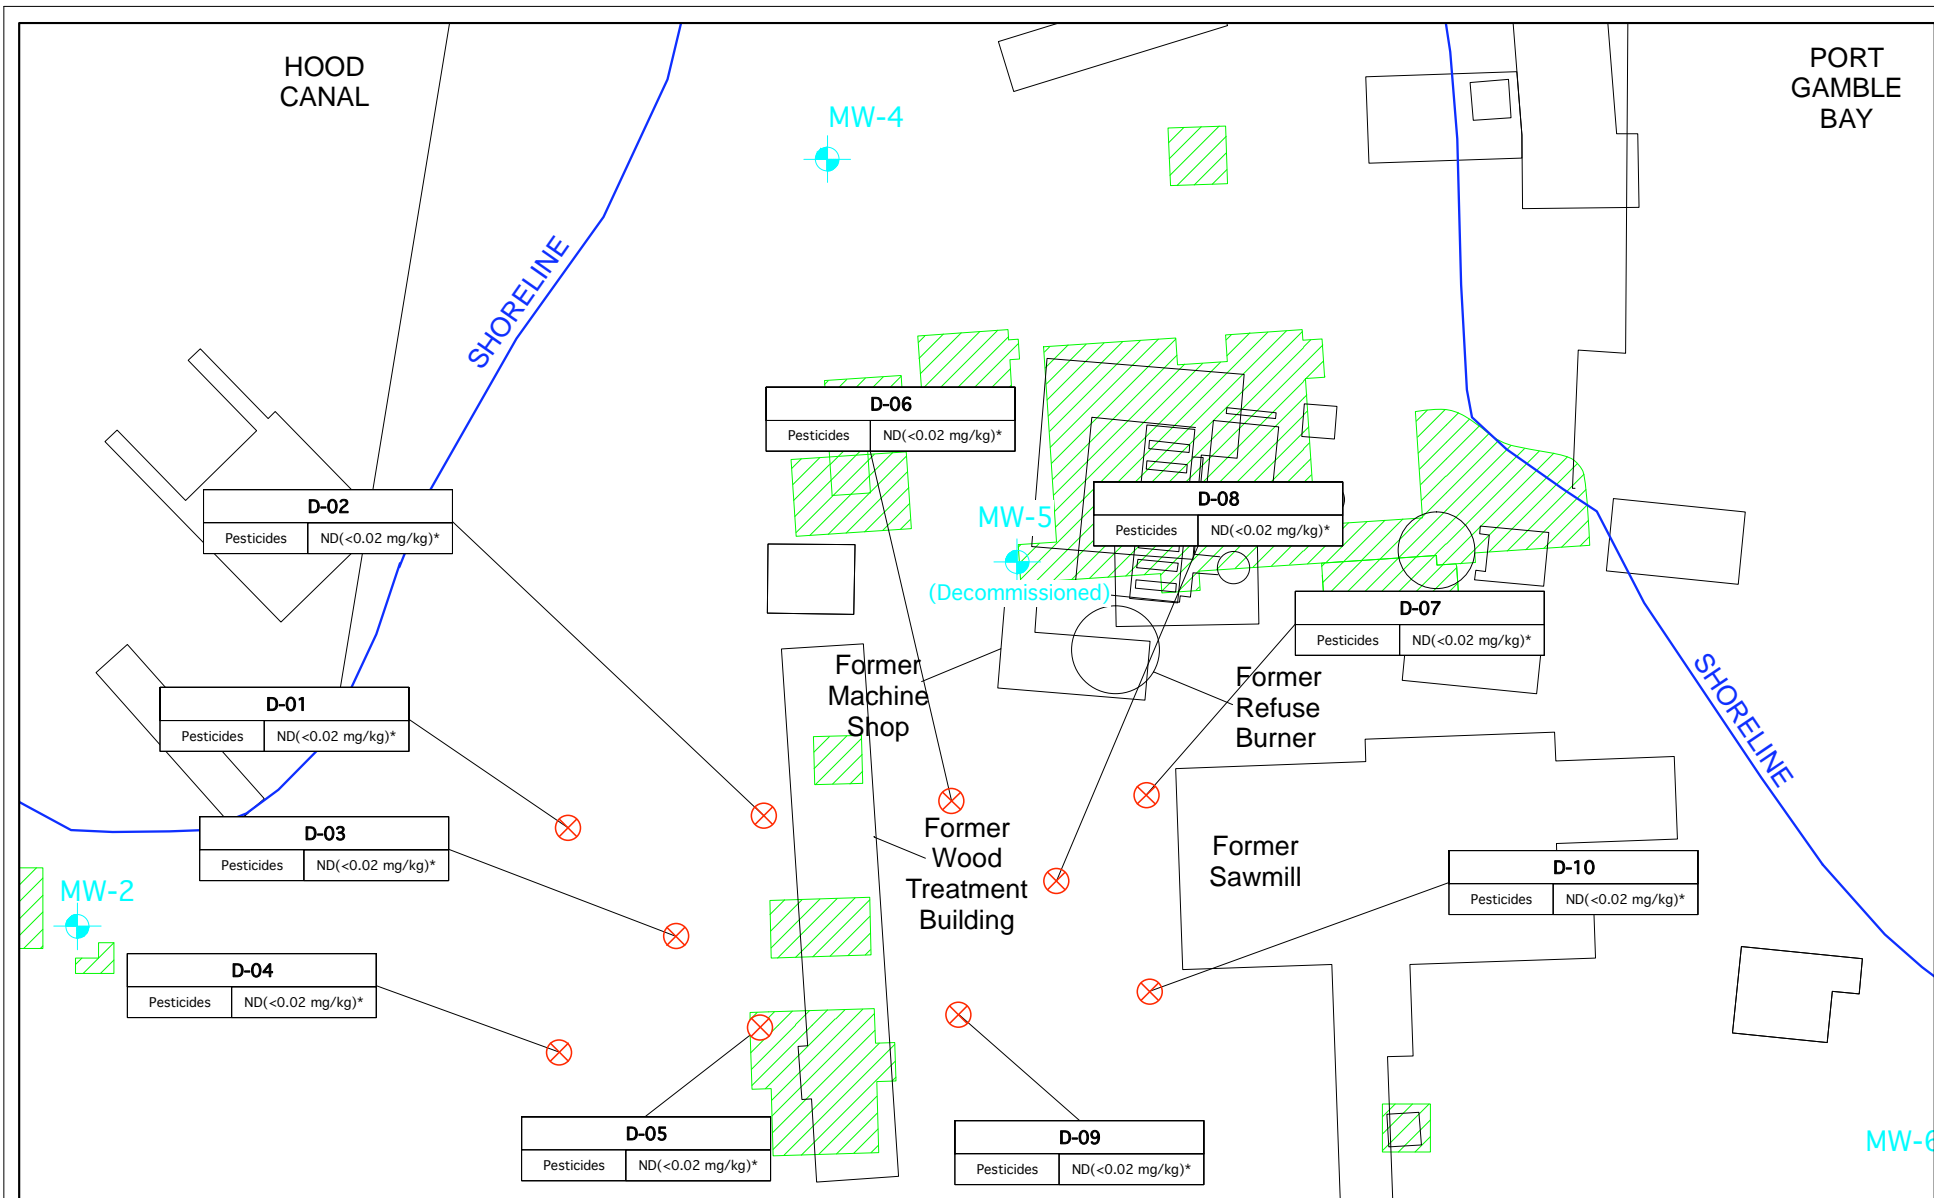 HOOD
CANAL
PORT
GAMBLE
BAY
MW-4
SHORELINE
D-06
Pesticides ND(<0.02 mg/kg)*
D-02
Pesticides ND(<0.02 mg/kg)*
D-08
Pesticides ND(<0.02 mg/kg)*
MW-5
(Decommissioned)
D-07
Pesticides ND(<0.02 mg/kg)*
Former
Machine
Shop
Former
Refuse
Burner
SHORELINE
D-01
Pesticides ND(<0.02 mg/kg)*
D-03
Pesticides ND(<0.02 mg/kg)*
Former
Wood
Treatment
Building
Former
Sawmill
D-10
Pesticides ND(<0.02 mg/kg)*
MW-2
D-04
Pesticides ND(<0.02 mg/kg)*
D-05
Pesticides ND(<0.02 mg/kg)*
D-09
Pesticides ND(<0.02 mg/kg)*
MW-6